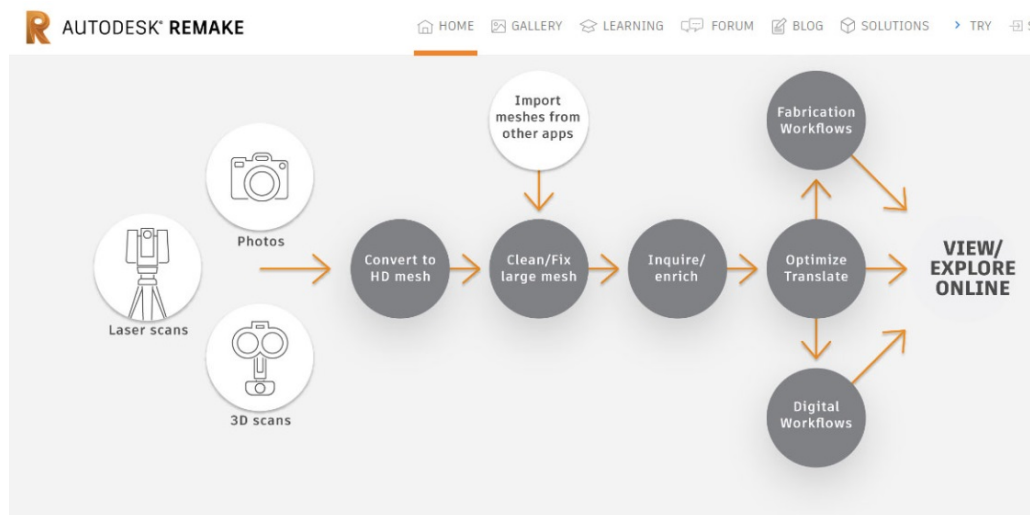 AUTODESK® REMAKE
HOME
GALLERY
LEARNING
FORUM
BLOG
SOLUTIONS
TRY
Import
meshes from
other apps
Fabrication
Workflows
Photos
Convert to
HD mesh
Clean/Fix
large mesh
Inquire/
enrich
Optimize
Translate
VIEW/
EXPLORE
ONLINE
Laser scans
3D scans
Digital
Workflows